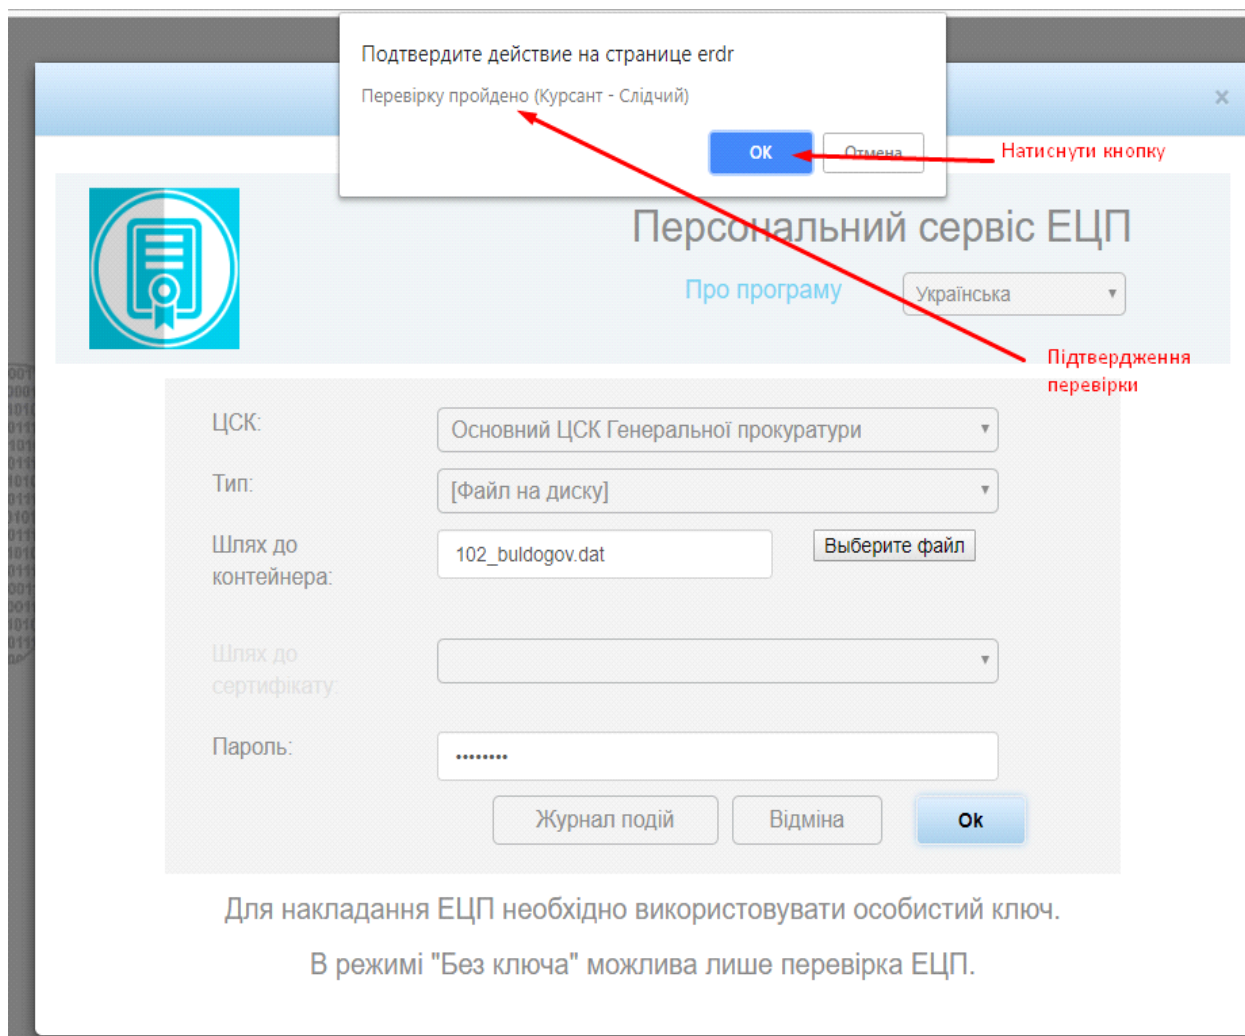 Подтвердите действие на странице erdr
Перевірку пройдено (Курсант - Слідчий)
ОК
Отмена
Натиснути кнопку
×
Персональний сервіс ЕЦП
Про програму
Українська
Підтвердження
перевірки
ЦСК:
Основний ЦСК Генеральної прокуратури
Тип:
[Файл на диску]
Шлях до
контейнера:
102_buldogov.dat
Выберите файл
Шлях до
сертифікату:
Пароль:
••••••••
Журнал подій
Відміна
Ok
Для накладання ЕЦП необхідно використовувати особистий ключ.
В режимі "Без ключа" можлива лише перевірка ЕЦП.